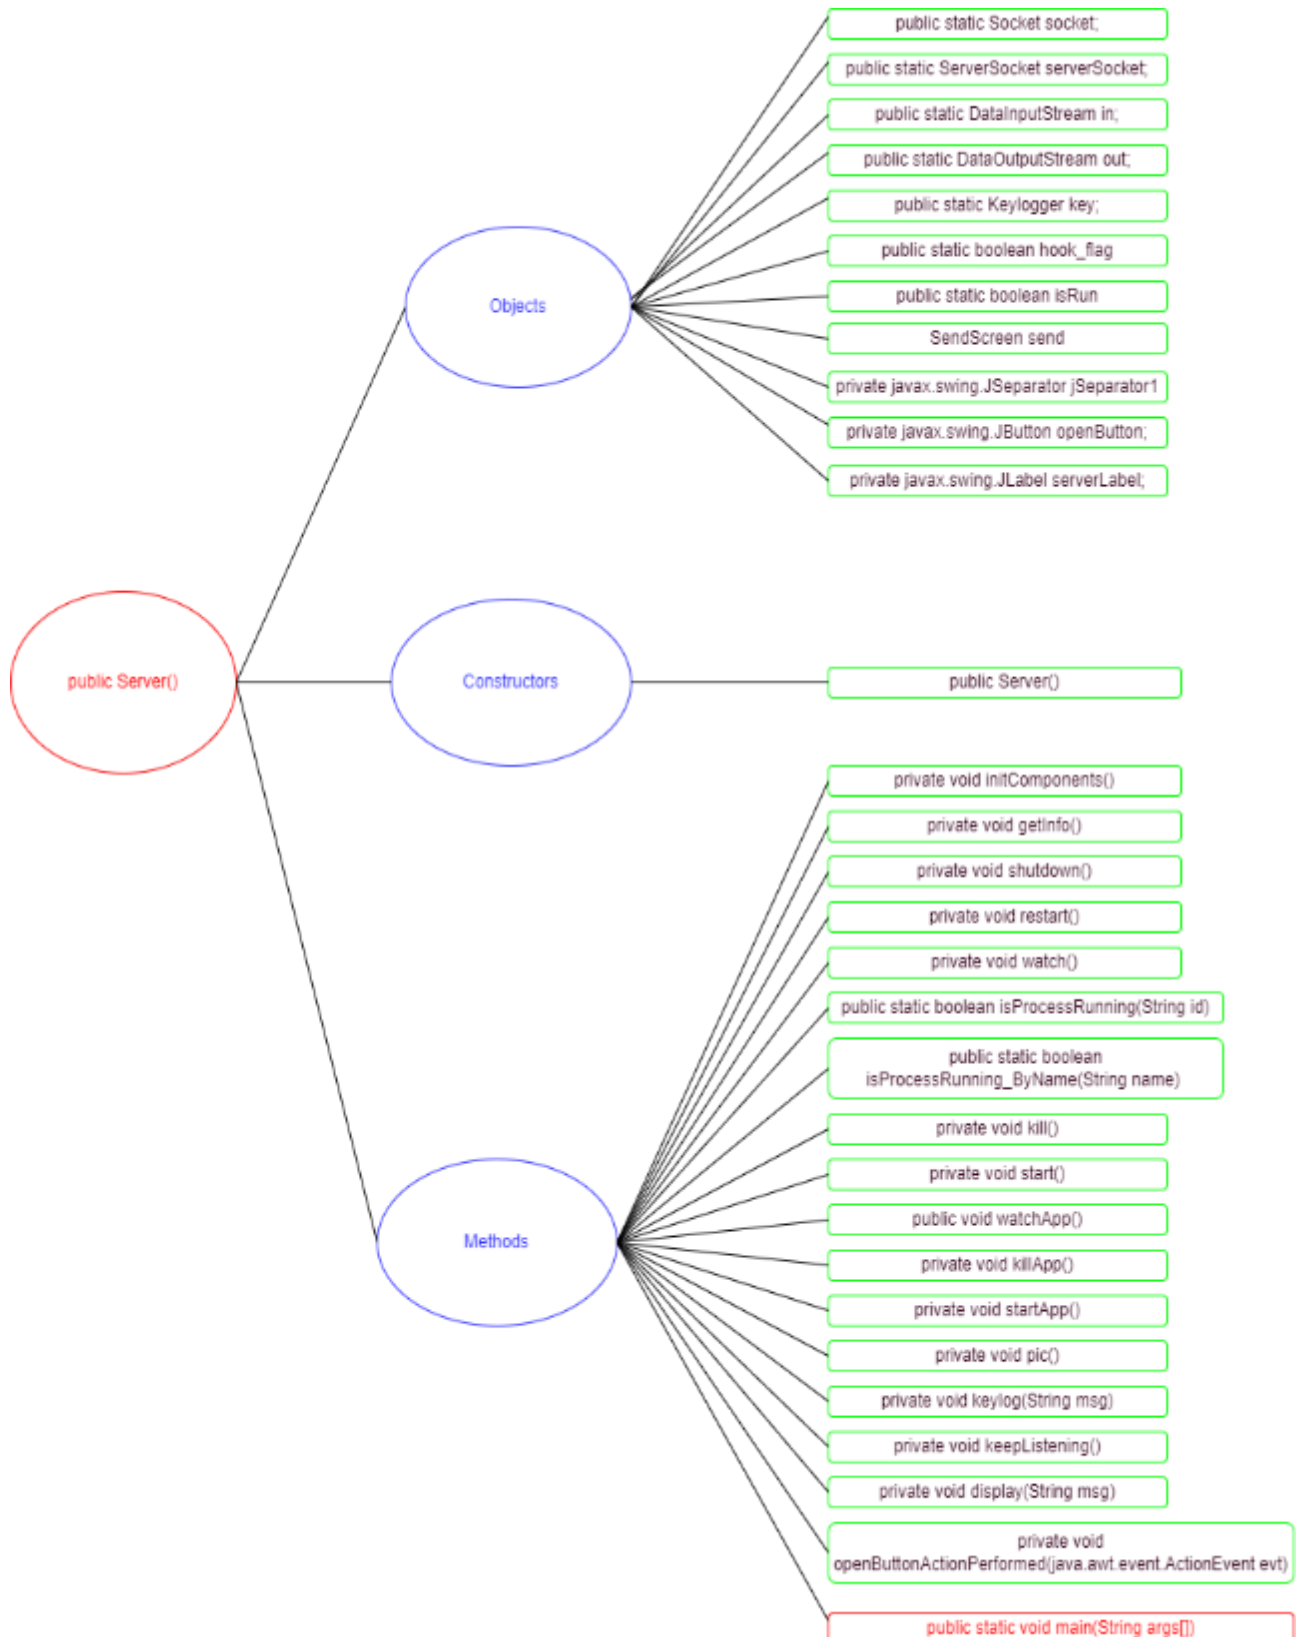 public static Socket socket;
public static ServerSocket serverSocket;
public static DataInputStream in;
public static DataOutputStream out;
public static Keylogger key;
public static boolean hook_flag
Objects
public static boolean isRun
SendScreen send
private javax.swing.JSeparator jSeparator1
private javax.swing.JButton openButton;
private javax.swing.JLabel serverLabel;
public Server()
Constructors
public Server()
private void initComponents()
private void getInfo()
private void shutdown()
private void restart()
private void watch()
public static boolean isProcessRunning(String id)
public static boolean
isProcessRunning_ByName(String name)
private void kill()
private void start()
public void watchApp()
Methods
private void killApp()
private void startApp()
private void pic()
private void keylog(String msg)
private void keepListening()
private void display(String msg)
private void
openButtonActionPerformed(java.awt.event.ActionEvent evt)
public static void main(String args[])